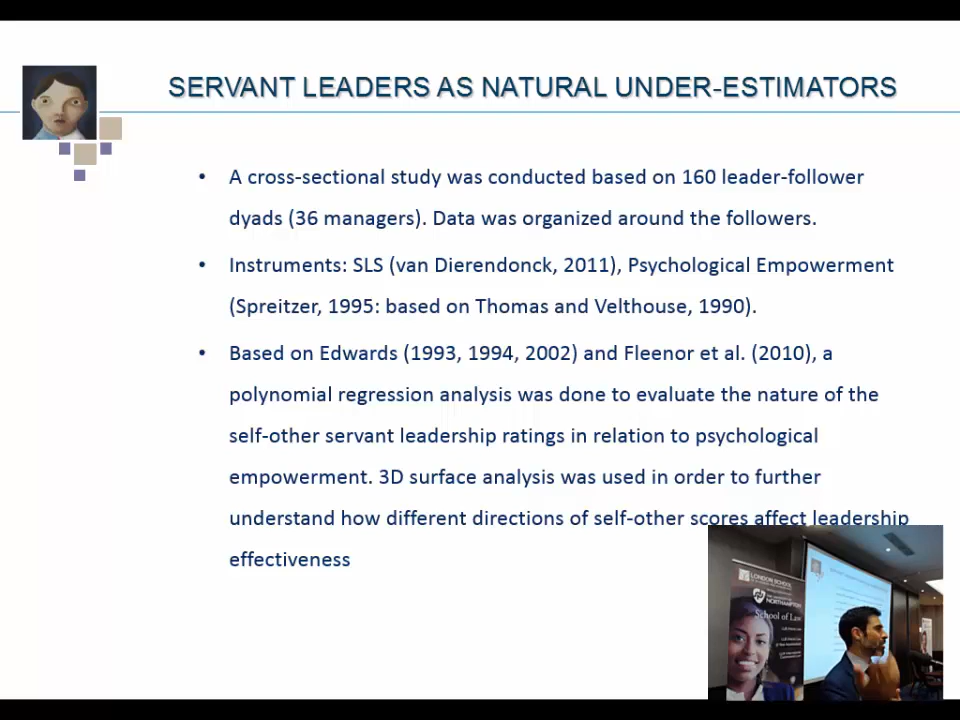 SERVANT LEADERS AS NATURAL UNDER-ESTIMATORS
• A cross-sectional study was conducted based on 160 leader-follower
dyads (36 managers). Data was organized around the followers.
• Instruments: SLS (van Dierendonck, 2011), Psychological Empowerment
(Spreitzer, 1995: based on Thomas and Velthouse, 1990).
• Based on Edwards (1993, 1994, 2002) and Fleenor et al. (2010), a
polynomial regression analysis was done to evaluate the nature of the
self-other servant leadership ratings in relation to psychological
empowerment. 3D surface analysis was used in order to further
understand how different directions of self-other scores affect leadership
effectiveness
LONDON SCHOOL
NORTHAMPTON
School of Law